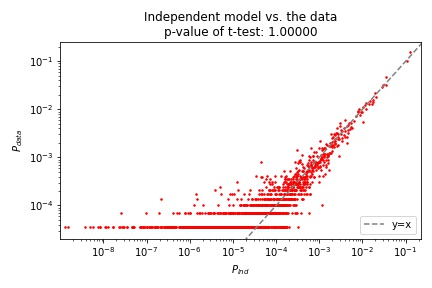 Independent model vs. the data
p-value of t-test: 1.00000
10⁻¹
10⁻²
10⁻³
10⁻⁴
P_data
y=x
10⁻⁸ 10⁻⁷ 10⁻⁶ 10⁻⁵ 10⁻⁴ 10⁻³ 10⁻² 10⁻¹
P_ind